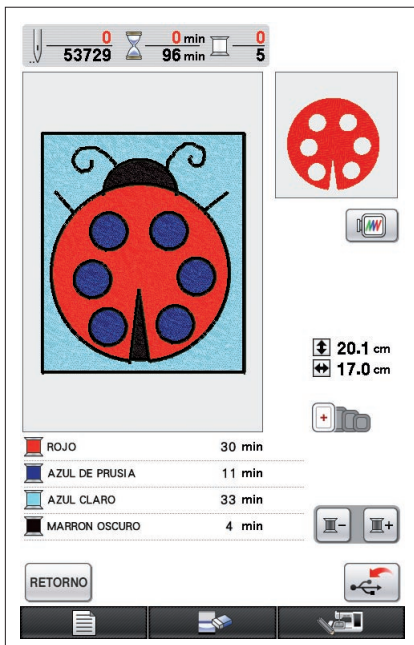 0 0 min 0
53729 96 min 5
20.1 cm
17.0 cm
ROJO 30 min
AZUL DE PRUSIA 11 min
AZUL CLARO 33 min
MARRON OSCURO 4 min
RETORNO